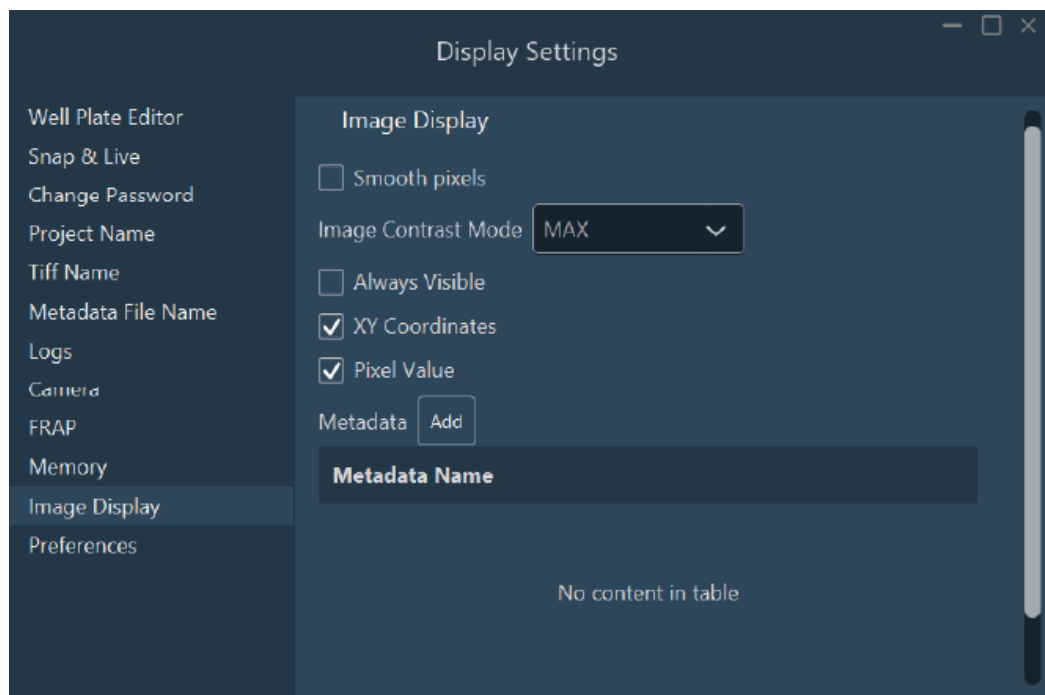 Display Settings
Well Plate Editor
Snap & Live
Change Password
Project Name
Tiff Name
Metadata File Name
Logs
Camera
FRAP
Memory
Image Display
Preferences
Image Display
Smooth pixels
Image Contrast Mode MAX
Always Visible
XY Coordinates
Pixel Value
Metadata Add
Metadata Name
No content in table